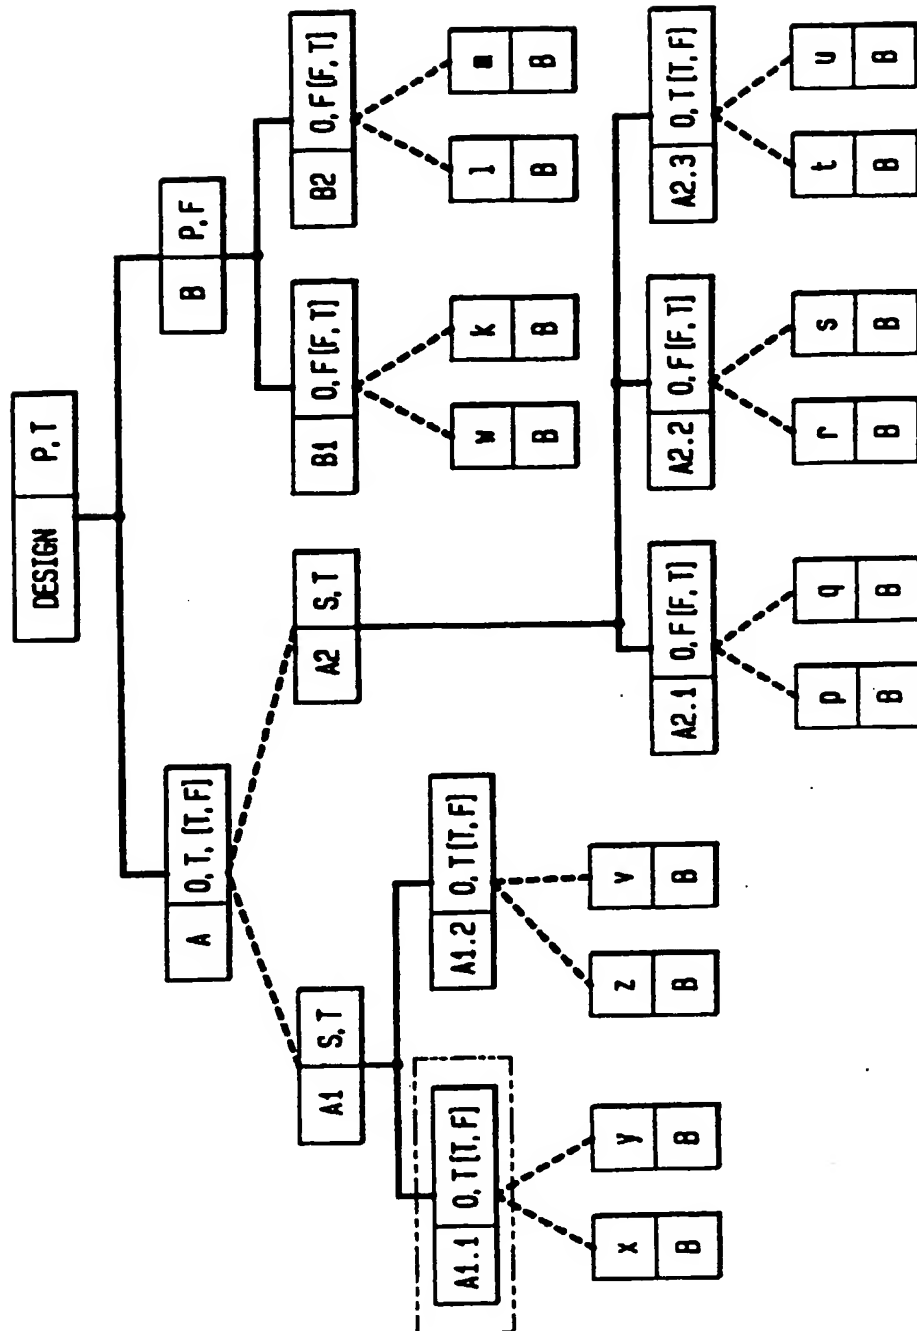 DESIGN P,T
A O,T,[T,F]
B P,F
A1 S,T
A2 S,T
B1 O,F[F,T]
B2 O,F[F,T]
A1.1 O,T[T,F]
A1.2 O,T[T,F]
w
B
k
B
l
B
m
B
x
B
y
B
z
B
v
B
A2.1 O,F[F,T]
A2.2 O,F[F,T]
A2.3 O,T[T,F]
p
B
q
B
r
B
s
B
t
B
u
B